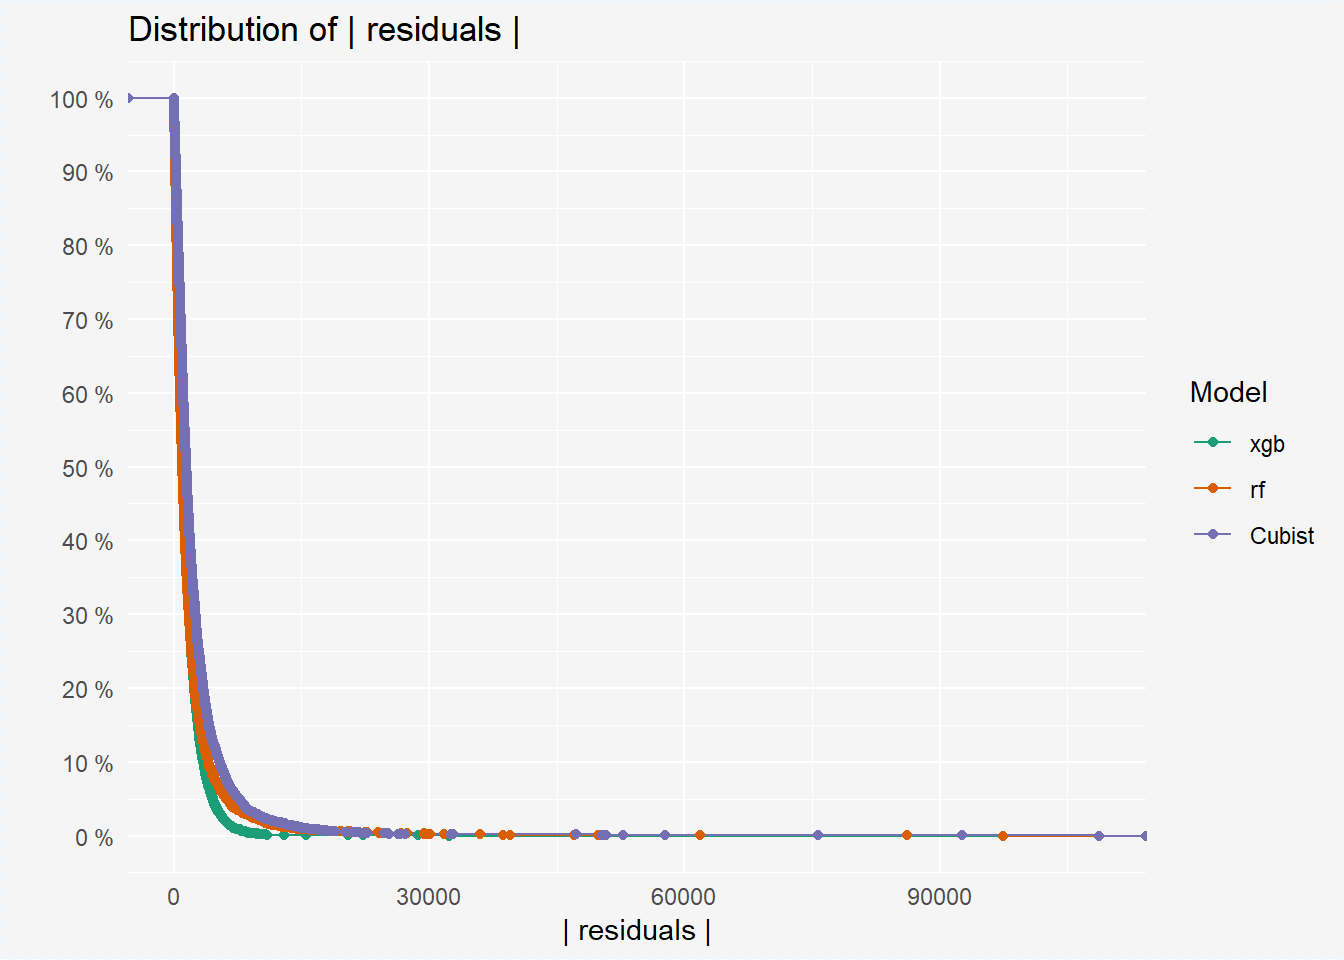 Distribution of | residuals |
100 %
90 %
80 %
70 %
60 %
50 %
40 %
30 %
20 %
10 %
0 %
0 30000 60000 90000
| residuals |
Model
xgb
rf
Cubist